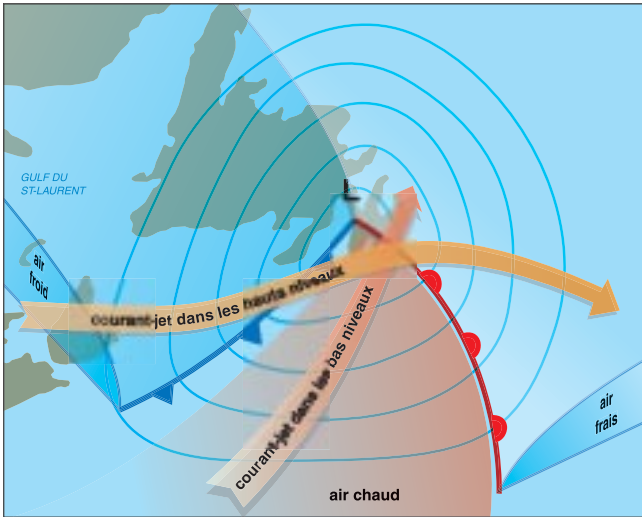 GULF DU
ST-LAURENT
L
air
froid
courant-jet dans les hauts niveaux
courant-jet dans les bas niveaux
air
frais
air chaud